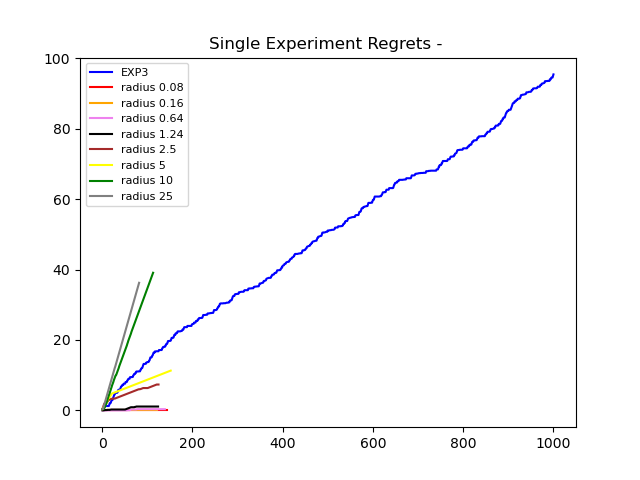 Single Experiment Regrets -
100
80
60
40
20
0
EXP3
radius 0.08
radius 0.16
radius 0.64
radius 1.24
radius 2.5
radius 5
radius 10
radius 25
0 200 400 600 800 1000